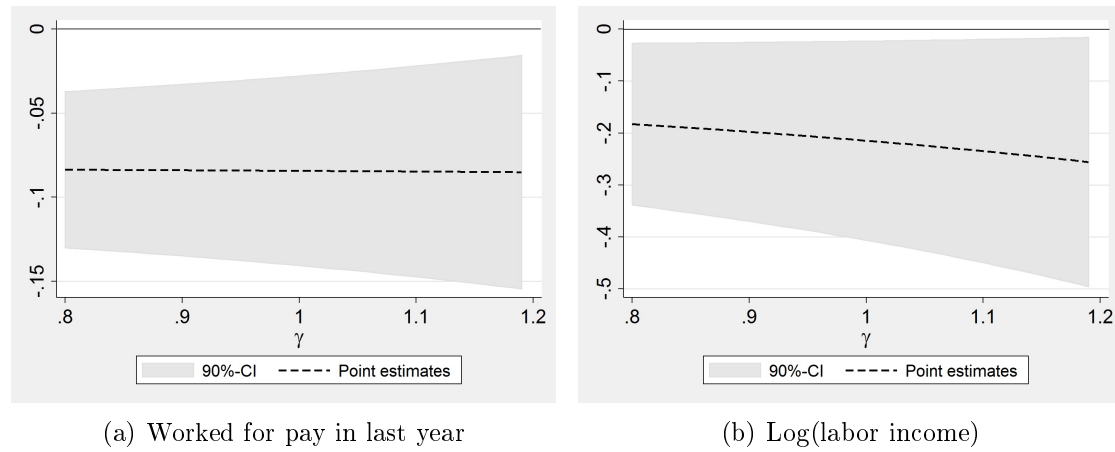 0
-.05
-.1
-.15
.8 .9 1 1.1 1.2
γ
90%-CI Point estimates
(a) Worked for pay in last year
0
-.1
-.2
-.3
-.4
-.5
.8 .9 1 1.1 1.2
γ
90%-CI Point estimates
(b) Log(labor income)